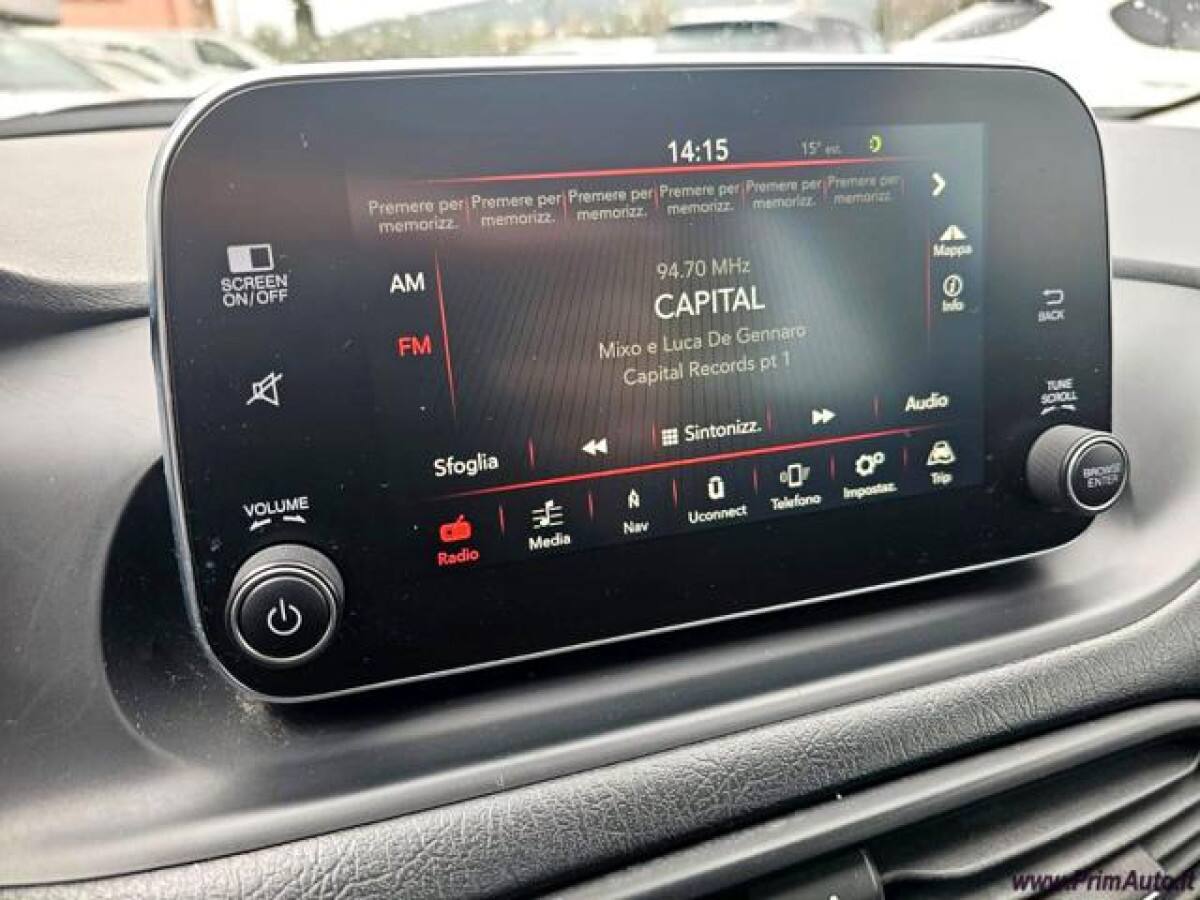 14:15 15° est.
Premere per memorizz. Premere per memorizz. Premere per memorizz. Premere per memorizz. Premere per memorizz. Premere per memorizz.
SCREEN
ON/OFF
AM
FM
94.70 MHz
CAPITAL
Mixo e Luca De Gennaro
Capital Records pt 1
Mappa
Info
BACK
TUNE
SCROLL
BROWSE
ENTER
Sfoglia Sintonizz. Audio
VOLUME
Radio Media Nav Uconnect Telefono Impostaz. Trip
www.PrimAuto.it